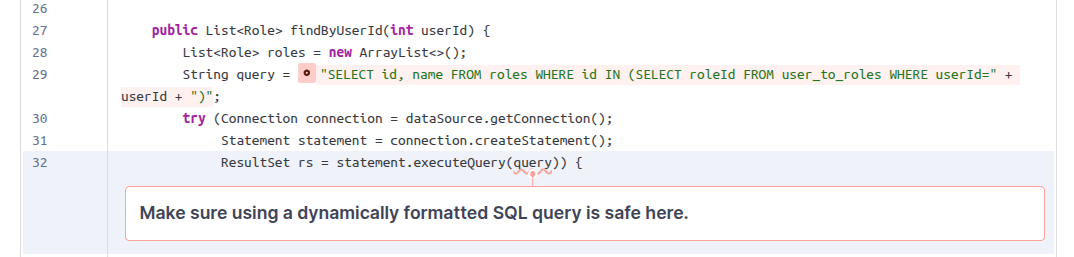 26
27 public List<Role> findByUserId(int userId) {
28 List<Role> roles = new ArrayList<>();
29 String query = "SELECT id, name FROM roles WHERE id IN (SELECT roleId FROM user_to_roles WHERE userId=" +
userId + ")";
30 try (Connection connection = dataSource.getConnection();
31 Statement statement = connection.createStatement();
32 ResultSet rs = statement.executeQuery(query)) {
Make sure using a dynamically formatted SQL query is safe here.